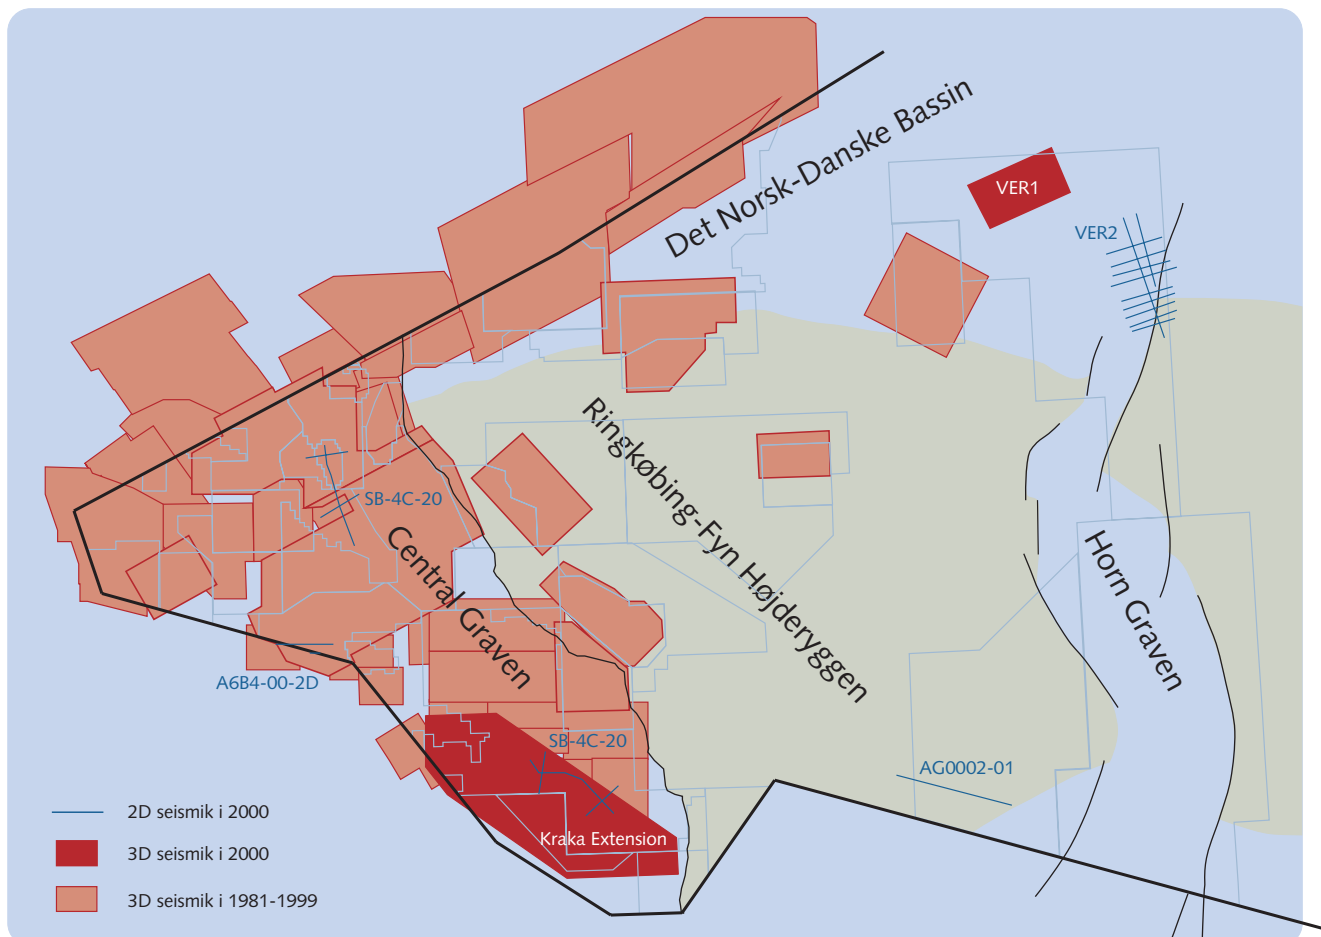 Det Norsk-Danske Bassin
VER1
VER2
Ringkøbing-Fyn Højderyggen
SB-4C-20
Central Graven
Horn Graven
A6B4-00-2D
SB-4C-20
AG0002-01
Kraka Extension
2D seismik i 2000
3D seismik i 2000
3D seismik i 1981-1999